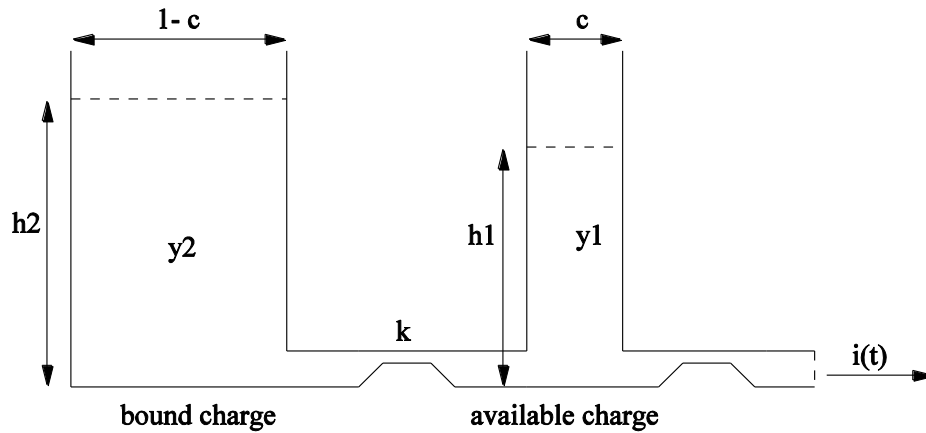 1- c
c
h2
y2
h1
y1
k
i(t)
bound charge
available charge